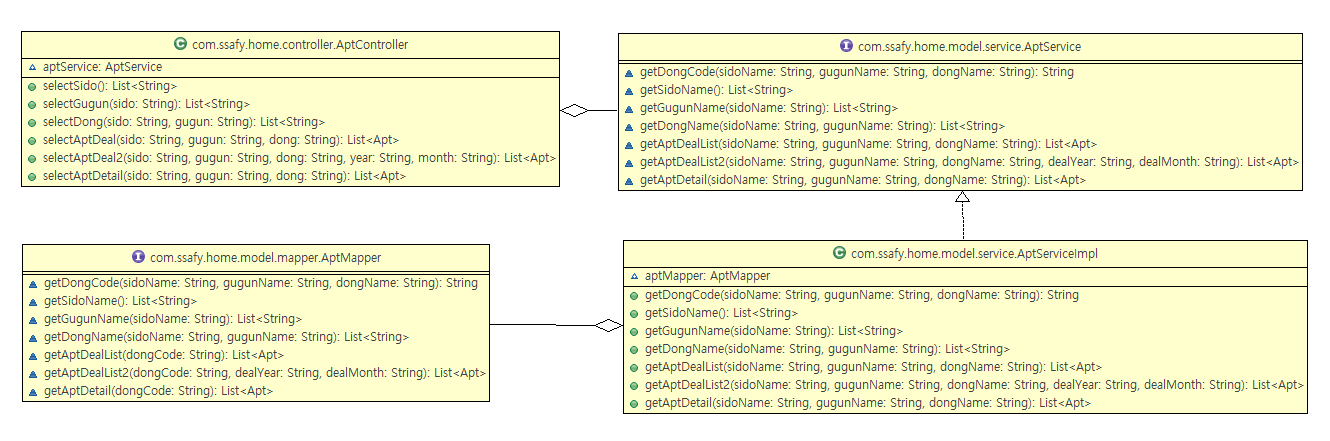 com.ssafy.home.controller.AptController
aptService: AptService
selectSido(): List<String>
selectGugun(sido: String): List<String>
selectDong(sido: String, gugun: String): List<String>
selectAptDeal(sido: String, gugun: String, dong: String): List<Apt>
selectAptDeal2(sido: String, gugun: String, dong: String, year: String, month: String): List<Apt>
selectAptDetail(sido: String, gugun: String, dong: String): List<Apt>
com.ssafy.home.model.service.AptService
getDongCode(sidoName: String, gugunName: String, dongName: String): String
getSidoName(): List<String>
getGugunName(sidoName: String): List<String>
getDongName(sidoName: String, gugunName: String): List<String>
getAptDealList(sidoName: String, gugunName: String, dongName: String): List<Apt>
getAptDealList2(sidoName: String, gugunName: String, dongName: String, dealYear: String, dealMonth: String): List<Apt>
getAptDetail(sidoName: String, gugunName: String, dongName: String): List<Apt>
com.ssafy.home.model.mapper.AptMapper
getDongCode(sidoName: String, gugunName: String, dongName: String): String
getSidoName(): List<String>
getGugunName(sidoName: String): List<String>
getDongName(sidoName: String, gugunName: String): List<String>
getAptDealList(dongCode: String): List<Apt>
getAptDealList2(dongCode: String, dealYear: String, dealMonth: String): List<Apt>
getAptDetail(dongCode: String): List<Apt>
com.ssafy.home.model.service.AptServiceImpl
aptMapper: AptMapper
getDongCode(sidoName: String, gugunName: String, dongName: String): String
getSidoName(): List<String>
getGugunName(sidoName: String): List<String>
getDongName(sidoName: String, gugunName: String): List<String>
getAptDealList(sidoName: String, gugunName: String, dongName: String): List<Apt>
getAptDealList2(sidoName: String, gugunName: String, dongName: String, dealYear: String, dealMonth: String): List<Apt>
getAptDetail(sidoName: String, gugunName: String, dongName: String): List<Apt>